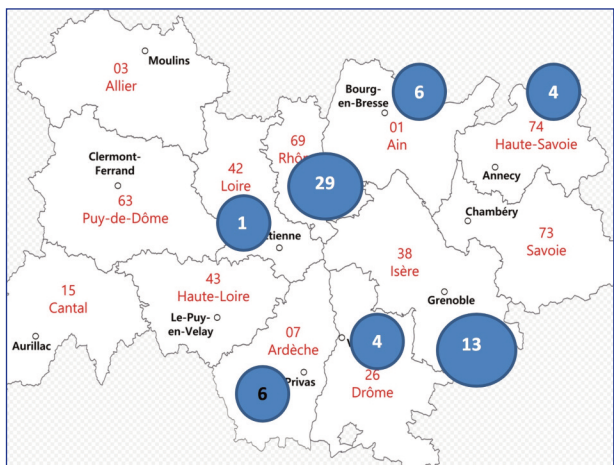 03
Allier
Moulins
Bourg-
en-Bresse
6
01
Ain
4
74
Haute-Savoie
Annecy
69
Rhôn
29
42
Loire
1
tienne
Clermont-
Ferrand
63
Puy-de-Dôme
Chambéry
73
Savoie
38
Isère
Grenoble
13
15
Cantal
Aurillac
43
Haute-Loire
Le-Puy-
en-Velay
07
Ardèche
Privas
6
V
4
26
Drôme